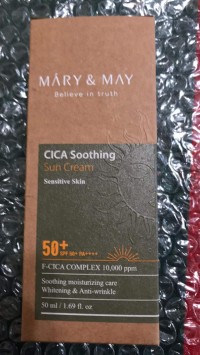 MÁRY & MAY
Believe in truth
CICA Soothing
Sun Cream
Sensitive Skin
50+
SPF 50+ PA++++
F-CICA COMPLEX 10,000 ppm
Soothing moisturizing care
Whitening & Anti-wrinkle
50 ml / 1.69 fl. oz